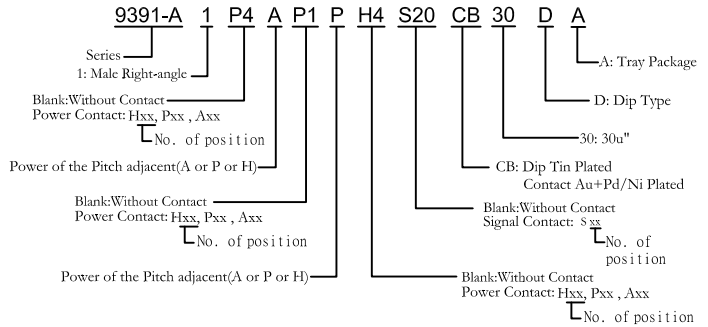 9391-A 1 P4 A P1 P H4 S20 CB 30 D A
Series
1: Male Right-angle
Blank:Without Contact
Power Contact: Hxx, Pxx , Axx
No. of position
Power of the Pitch adjacent(A or P or H)
Blank:Without Contact
Power Contact: Hxx, Pxx , Axx
No. of position
Power of the Pitch adjacent(A or P or H)
A: Tray Package
D: Dip Type
30: 30u"
CB: Dip Tin Plated
Contact Au+Pd/Ni Plated
Blank:Without Contact
Signal Contact: S xx
No. of
position
Blank:Without Contact
Power Contact: Hxx, Pxx , Axx
No. of position